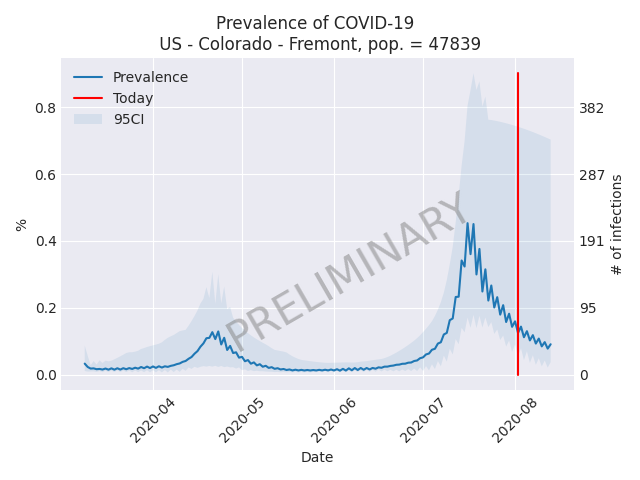 Prevalence of COVID-19
US - Colorado - Fremont, pop. = 47839
Prevalence
Today
95CI
%
0.8
0.6
0.4
0.2
0.0
382
287
191
95
0
# of infections
PRELIMINARY
2020-04
2020-05
2020-06
2020-07
2020-08
Date